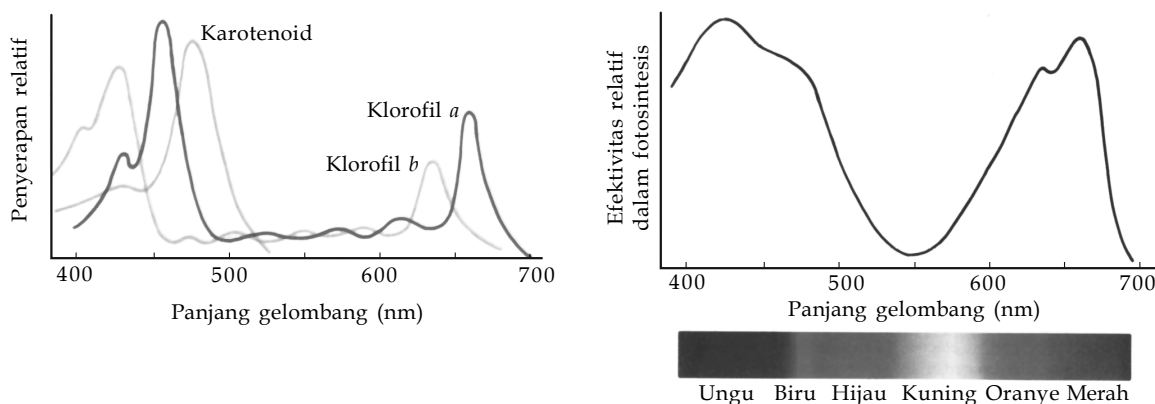 Penyerapan relatif
Karotenoid
Klorofil a
Klorofil b
400 500 600 700
Panjang gelombang (nm)
Efektivitas relatif
dalam fotosintesis
400 500 600 700
Panjang gelombang (nm)
Ungu Biru Hijau Kuning Oranye Merah